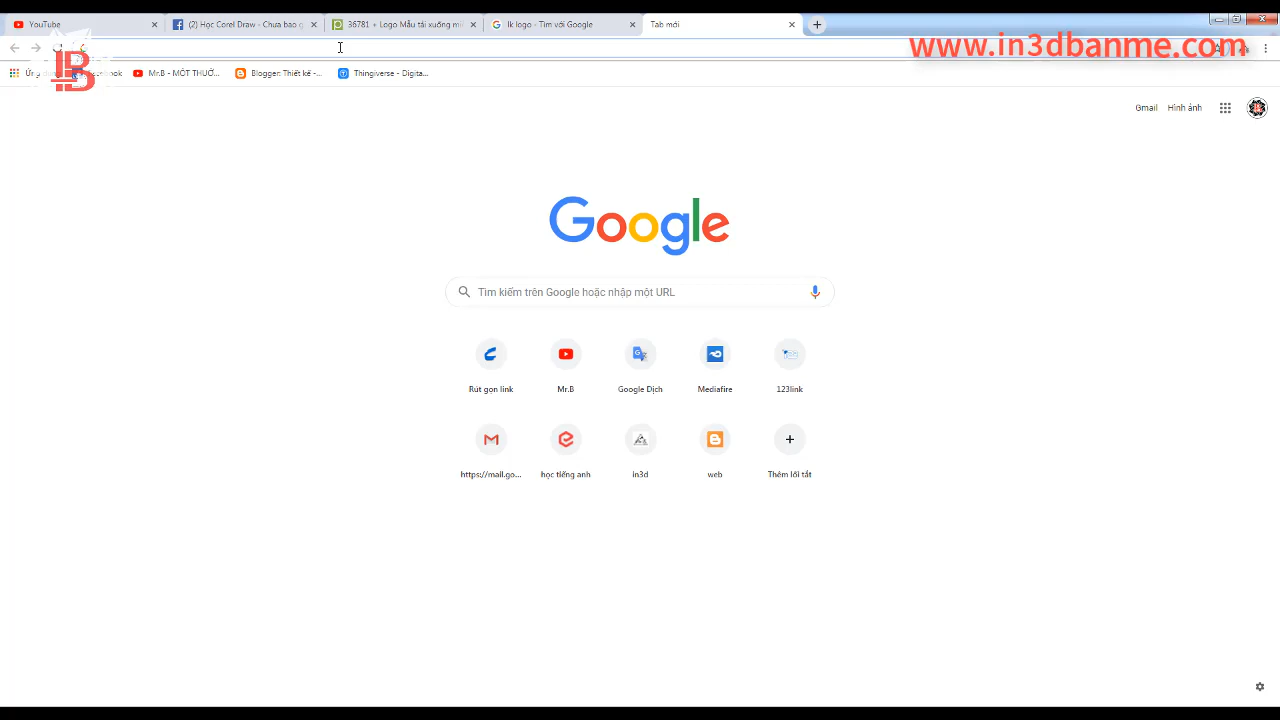 YouTube
(2) Học Corel Draw - Chưa bao g
36781 + Logo Mẫu tải xuống mi
lk logo - Tìm với Google
Tab mới
www.in3dbanme.com
Mr.B - MỘT THUỞ...
Blogger: Thiết kế -...
Thingiverse - Digita...
Gmail
Hình ảnh
Google
Tìm kiếm trên Google hoặc nhập một URL
Rút gọn link
Mr.B
Google Dịch
Mediafire
123link
https://mail.go...
học tiếng anh
in3d
web
Thêm lối tắt